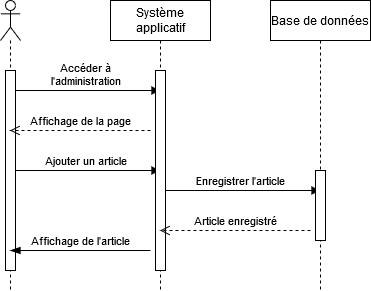 Système
applicatif
Base de données
Accéder à
l'administration
Affichage de la page
Ajouter un article
Enregistrer l'article
Article enregistré
Affichage de l'article